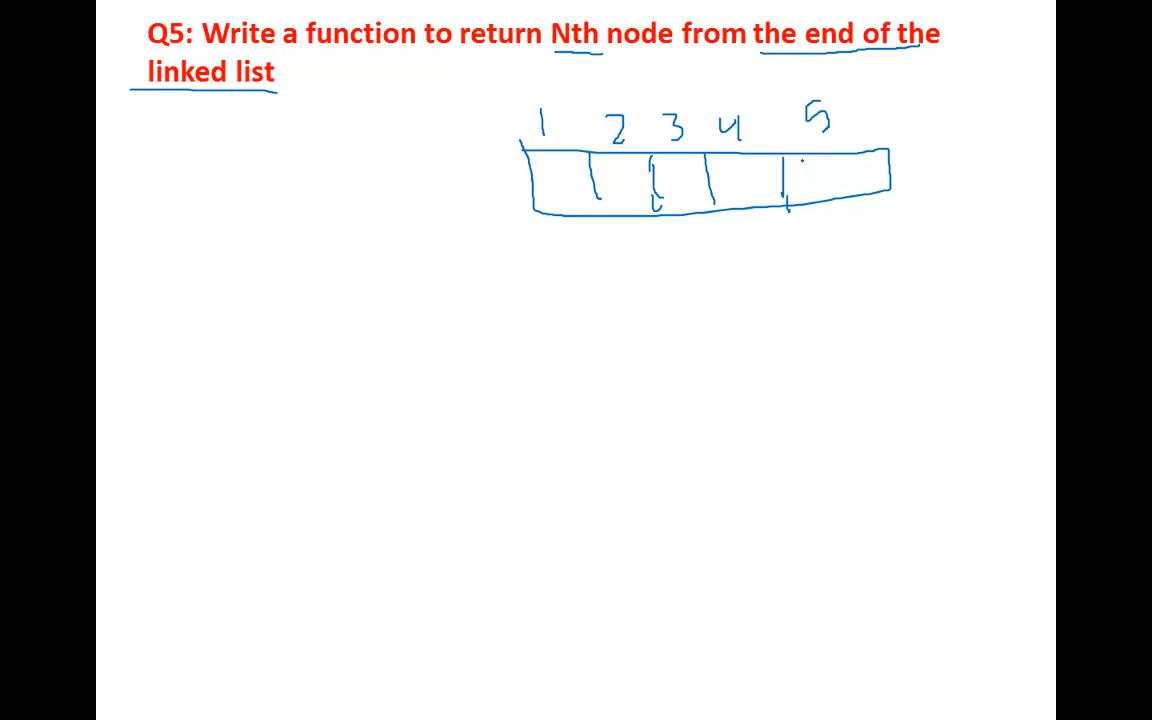 Q5: Write a function to return Nth node from the end of the
linked list
1 2 3 4 5